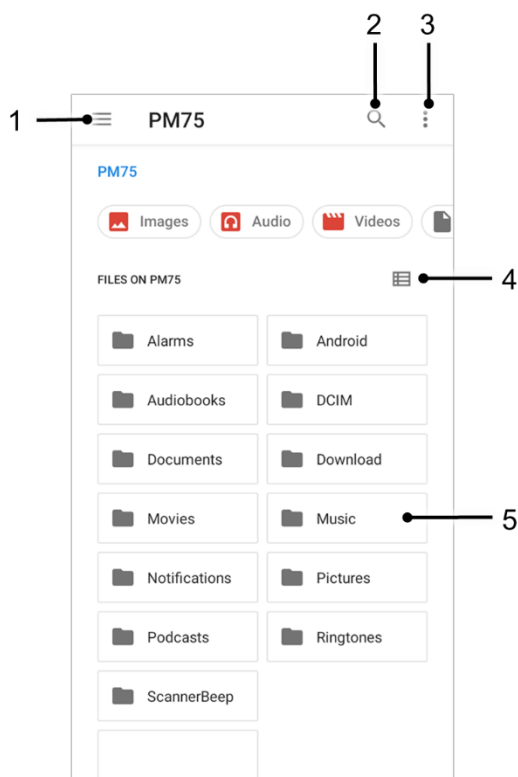 2 3
1 PM75
PM75
Images Audio Videos
FILES ON PM75 4
Alarms Android
Audiobooks DCIM
Documents Download
Movies Music 5
Notifications Pictures
Podcasts Ringtones
ScannerBeep